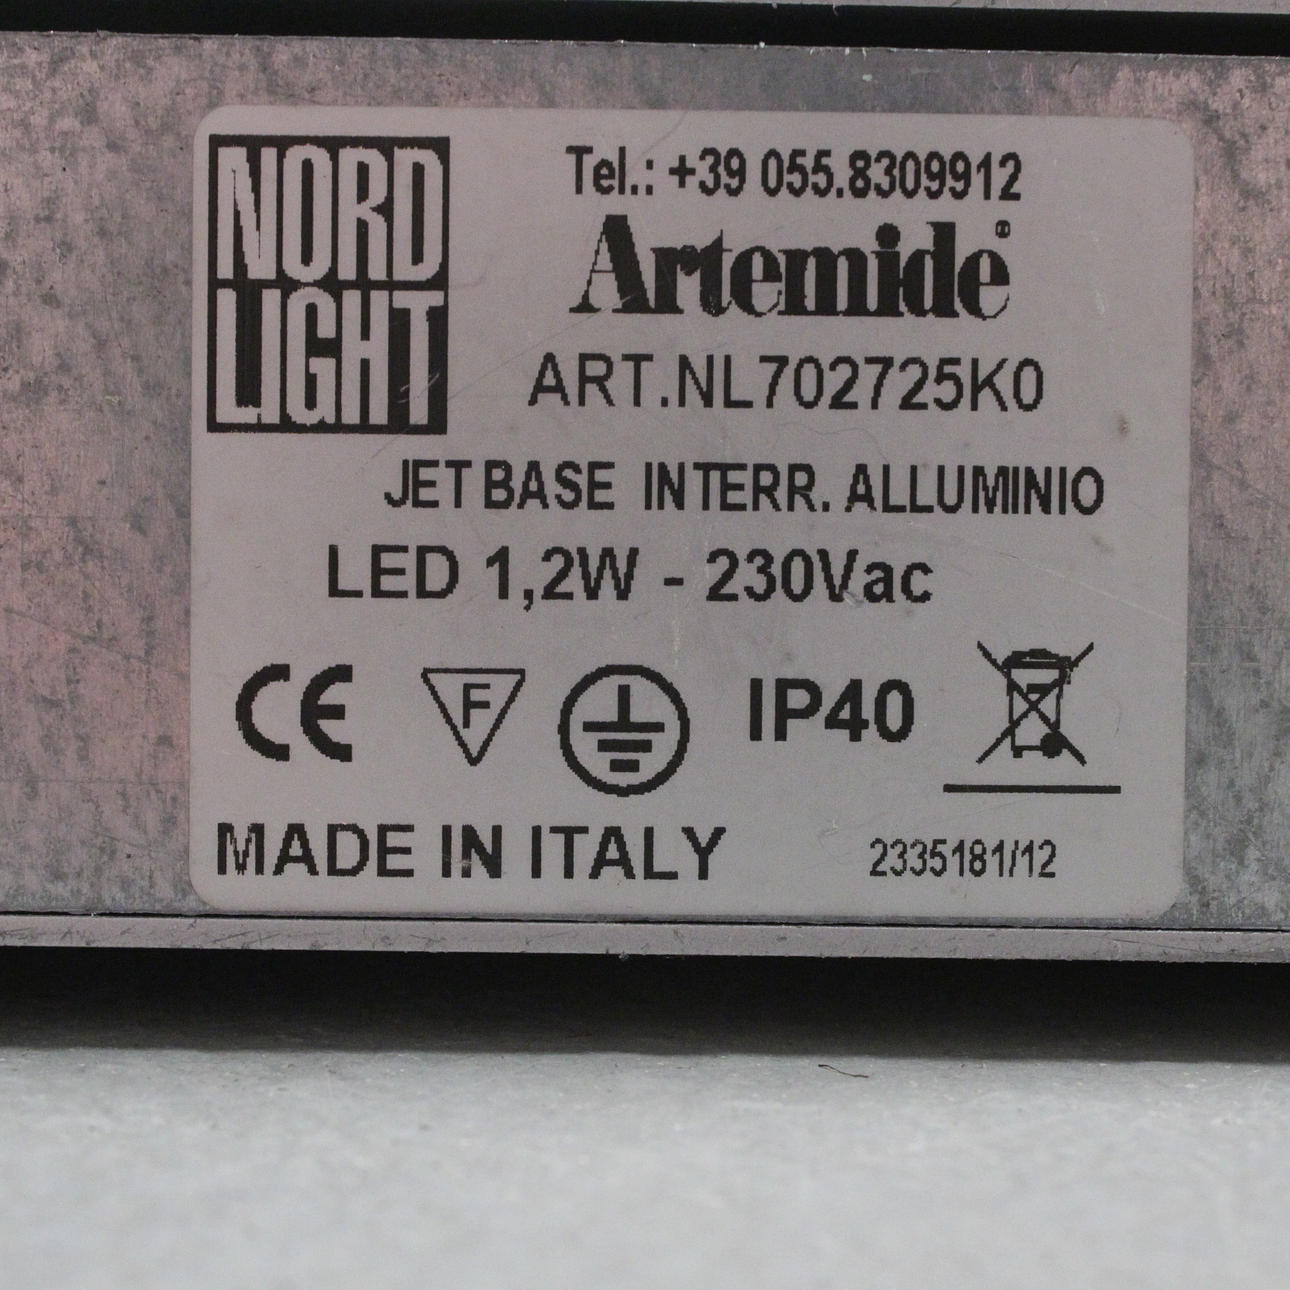 NORD
LIGHT
Tel.: +39 055.8309912
Artemide®
ART.NL702725K0
JET BASE INTERR. ALLUMINIO
LED 1,2W - 230Vac
CE F IP40
MADE IN ITALY 2335181/12